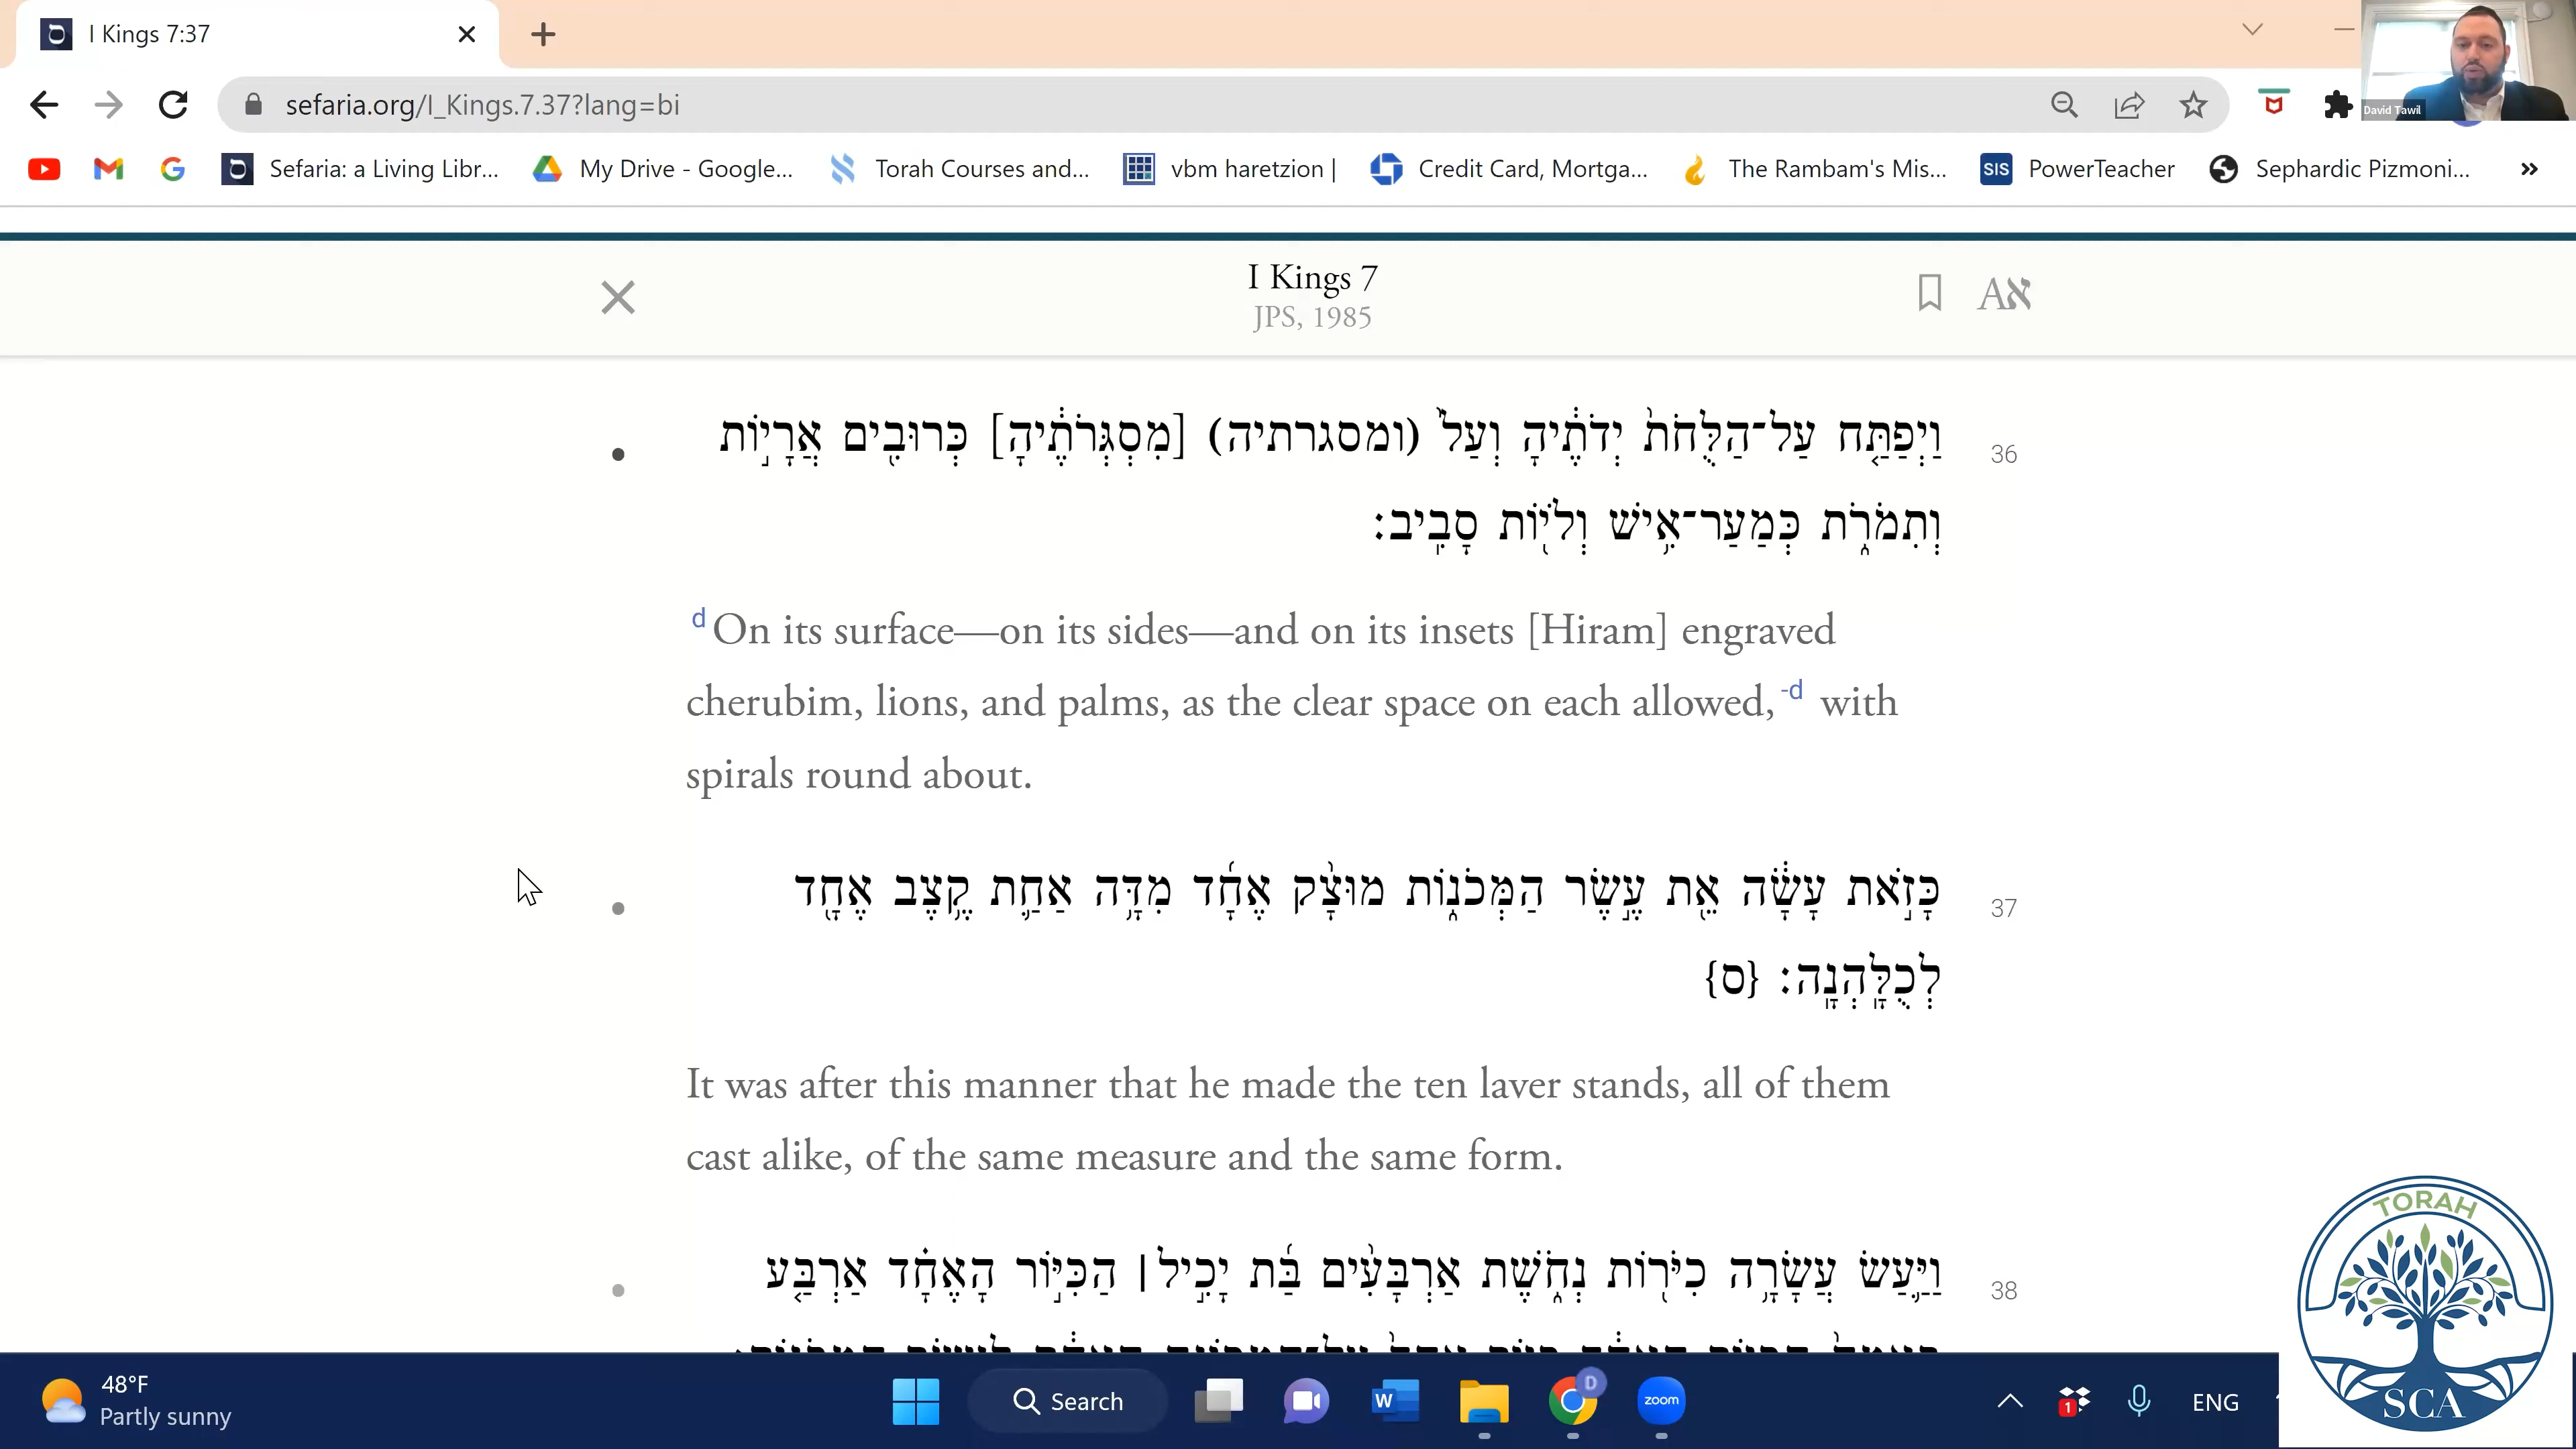 I Kings 7:37
sefaria.org/I_Kings.7.37?lang=bi
David Tawil
Sefaria: a Living Libr...
My Drive - Google...
Torah Courses and...
vbm haretzion |
Credit Card, Mortga...
The Rambam's Mis...
SIS PowerTeacher
Sephardic Pizmoni...
I Kings 7
JPS, 1985
Aא
36
וַיְפַתַּ֤ח עַל־הַלֻּחֹת֙ יְדֹתֶ֔יהָ וְעַל֙ (ומסגרתיה) [מִסְגְּרֹתֶ֔יהָ] כְּרוּבִ֖ים אֲרָי֣וֹת
וְתִמֹרֹ֑ת כְּמַעַר־אִ֥ישׁ וְלֹי֖וֹת סָבִֽיב׃
d On its surface—on its sides—and on its insets [Hiram] engraved
cherubim, lions, and palms, as the clear space on each allowed, -d with
spirals round about.
37
כָּזֹ֣את עָשָׂ֔ה אֵ֖ת עֶ֣שֶׂר הַמְּכֹנ֑וֹת מוּצָ֨ק אֶחָ֜ד מִדָּ֥ה אַחַ֛ת קֶ֥צֶב אֶחָ֖ד
לְכֻלָּֽהְנָֽה׃ {ס}
It was after this manner that he made the ten laver stands, all of them
cast alike, of the same measure and the same form.
38
וַיַּ֛עַשׂ עֲשָׂרָ֥ה כִיֹּר֖וֹת נְחֹ֑שֶׁת אַרְבָּעִ֨ים בַּ֜ת יָכִ֣יל ׀ הַכִּיּ֣וֹר הָאֶחָ֗ד אַרְבַּ֤ע
48°F
Partly sunny
Search
W
zoom
D
1
ENG
TORAH
SCA